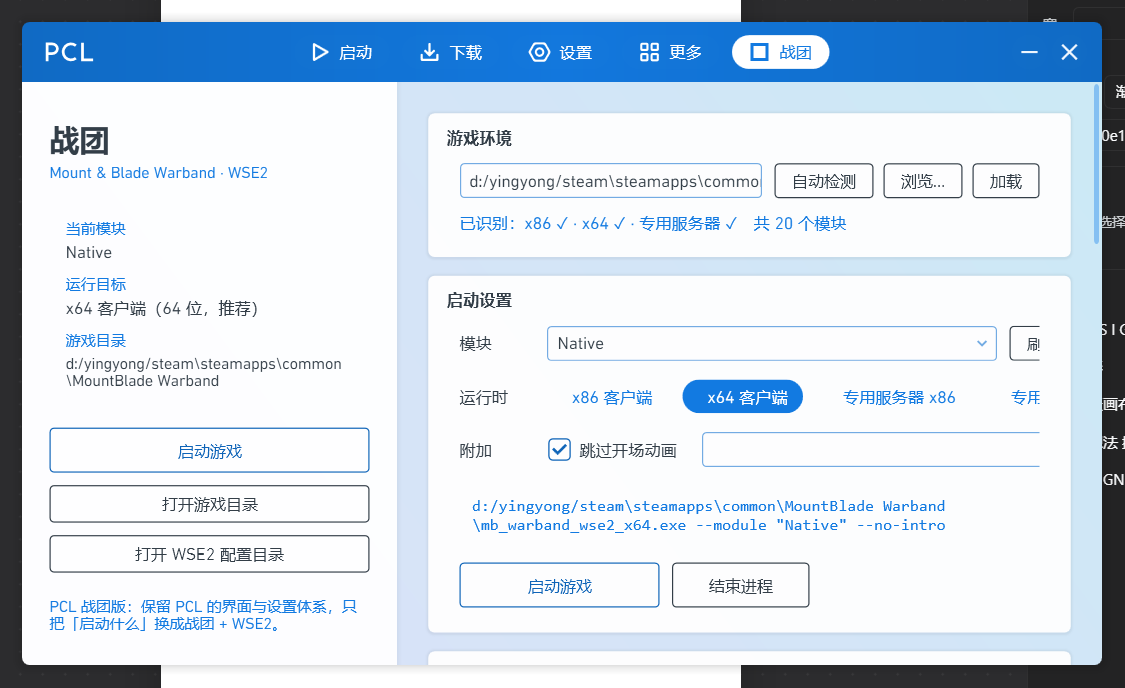 PCL
启动
下载
设置
更多
战团
战团
Mount & Blade Warband · WSE2
当前模块
Native
运行目标
x64 客户端（64 位，推荐）
游戏目录
d:/yingyong/steam\steamapps\common
\MountBlade Warband
启动游戏
打开游戏目录
打开 WSE2 配置目录
PCL 战团版：保留 PCL 的界面与设置体系，只
把「启动什么」换成战团 + WSE2。
游戏环境
d:/yingyong/steam\steamapps\commo
自动检测
浏览...
加载
已识别：x86 ✓ · x64 ✓ · 专用服务器 ✓ 共 20 个模块
启动设置
模块
Native
刷
运行时
x86 客户端
x64 客户端
专用服务器 x86
专用
附加
跳过开场动画
d:/yingyong/steam\steamapps\common\MountBlade Warband
\mb_warband_wse2_x64.exe --module "Native" --no-intro
启动游戏
结束进程
0e1
选择
GN